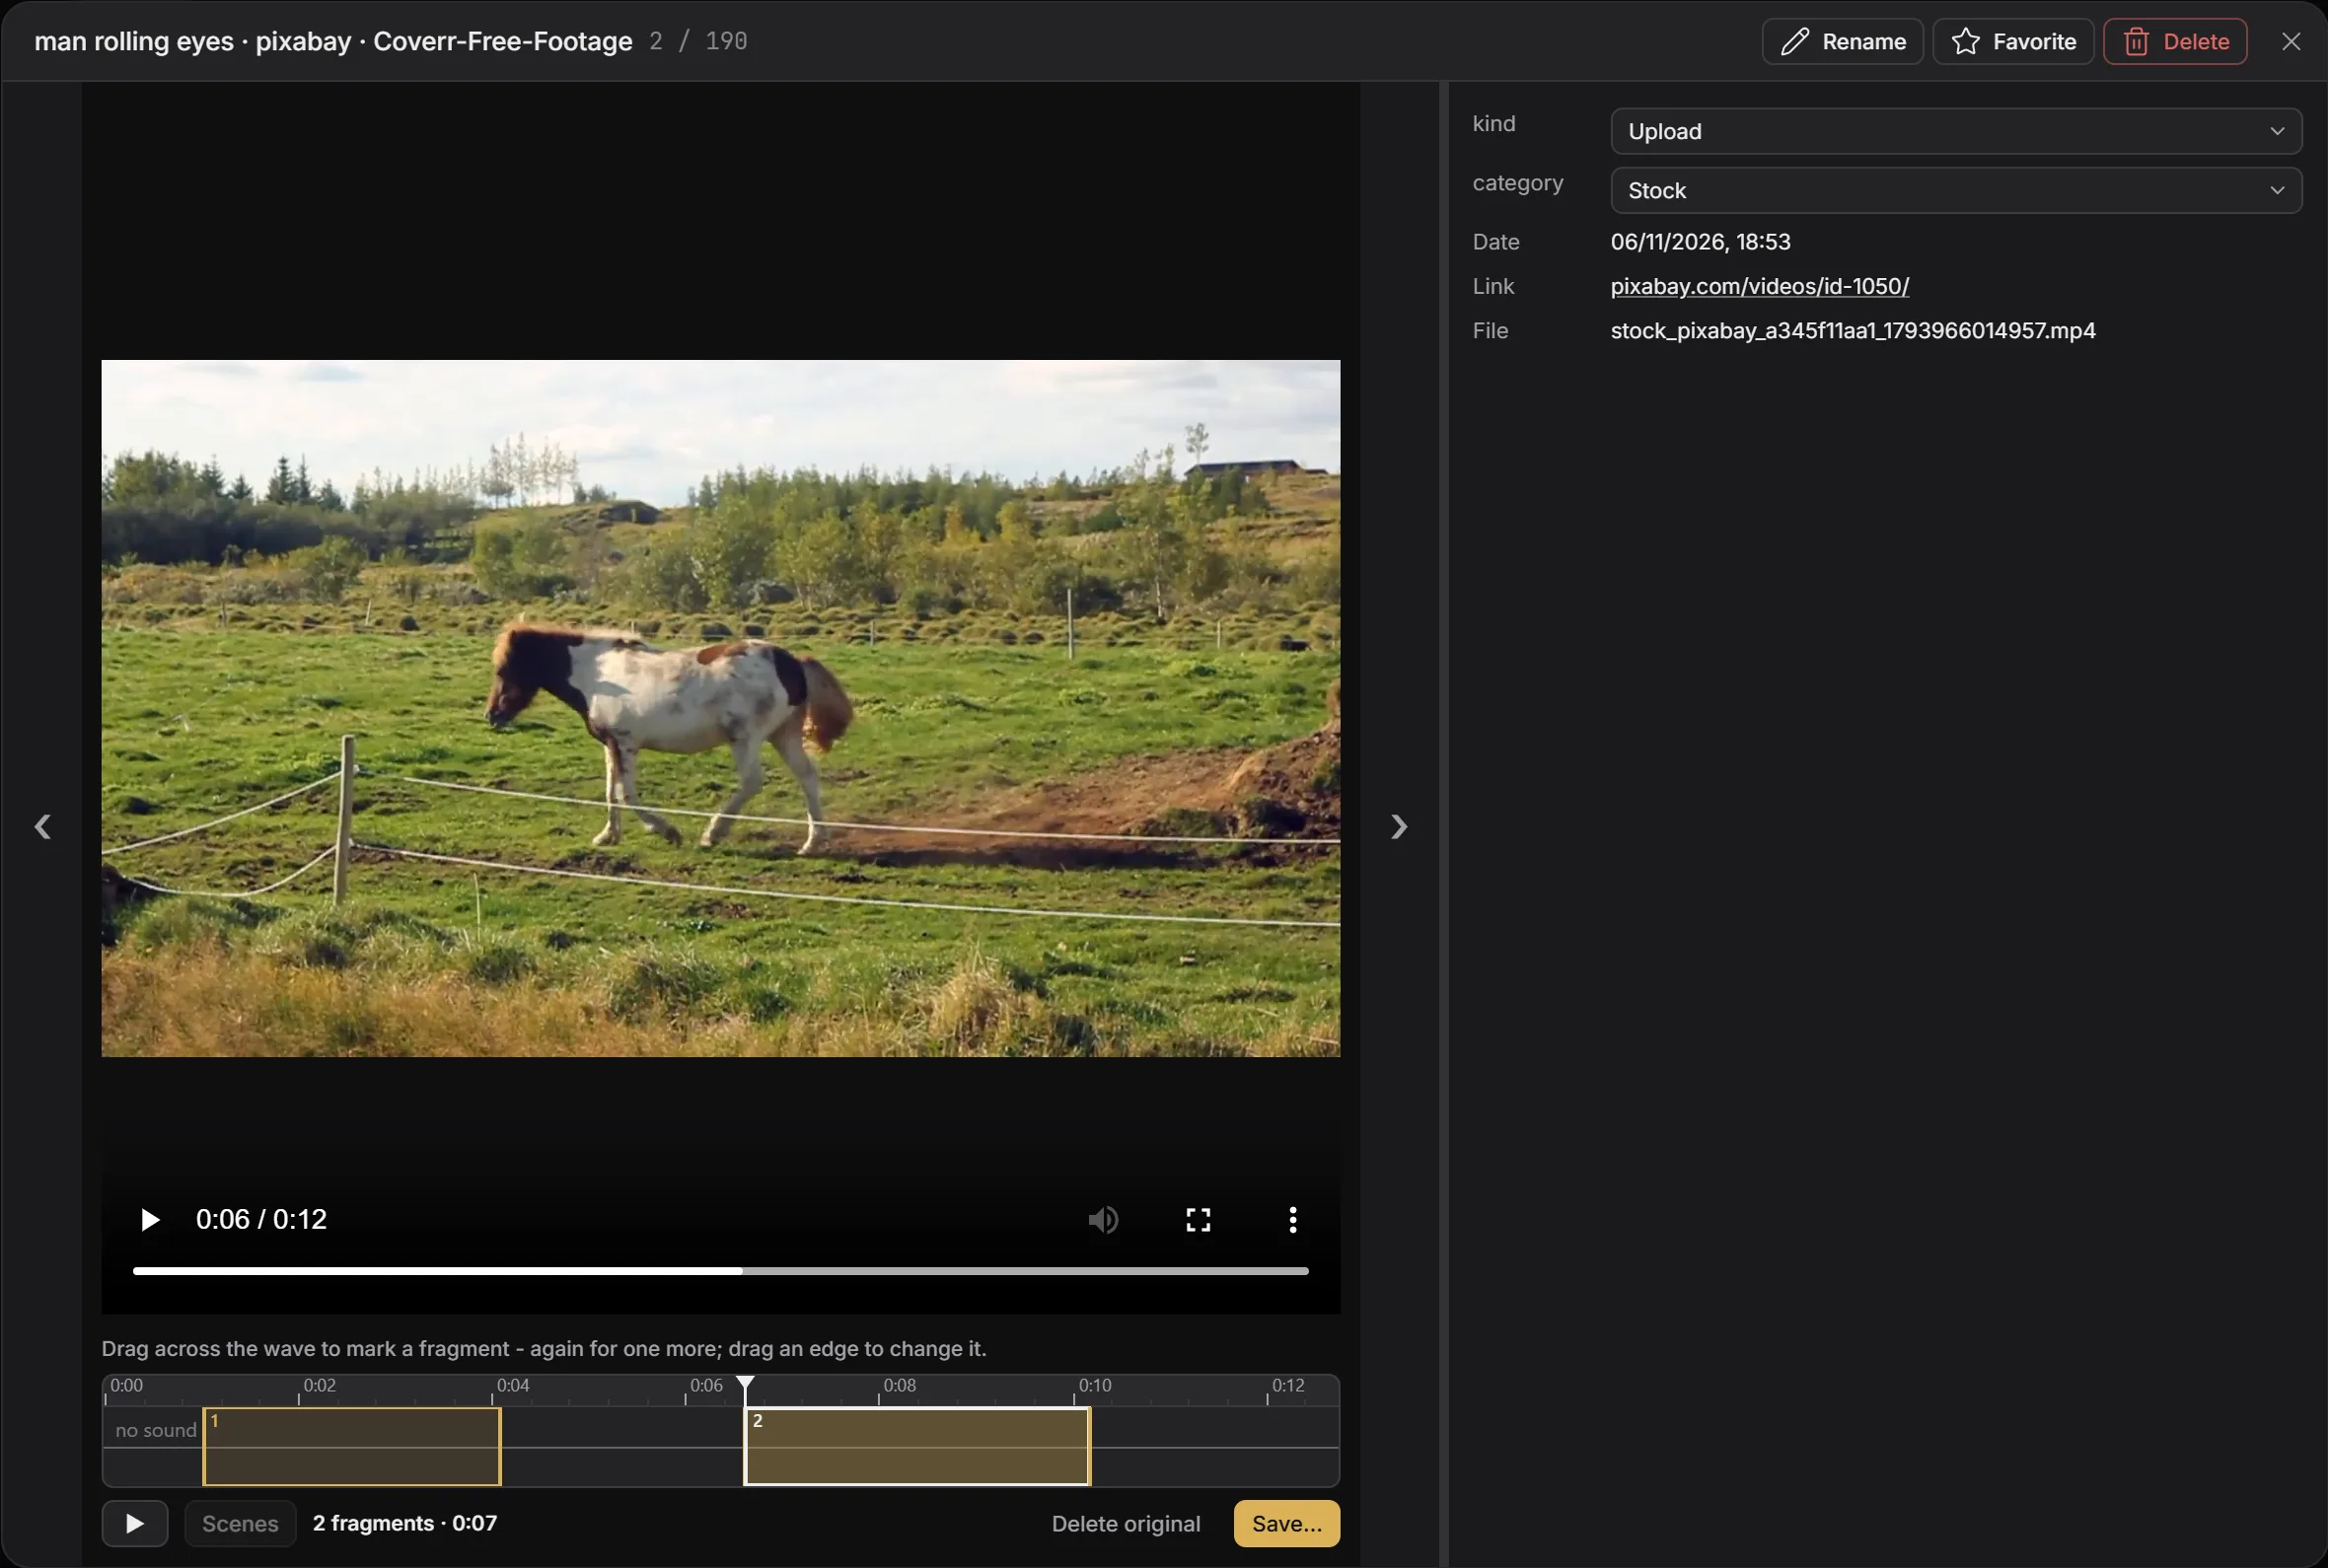 man rolling eyes · pixabay · Coverr-Free-Footage 2 / 190
Rename
Favorite
Delete
kind
Upload
category
Stock
Date
06/11/2026, 18:53
Link
pixabay.com/videos/id-1050/
File
stock_pixabay_a345f11aa1_1793966014957.mp4
0:06 / 0:12
Drag across the wave to mark a fragment - again for one more; drag an edge to change it.
0:00 0:02 0:04 0:06 0:08 0:10 0:12
no sound 1 2
Scenes 2 fragments · 0:07 Delete original Save...